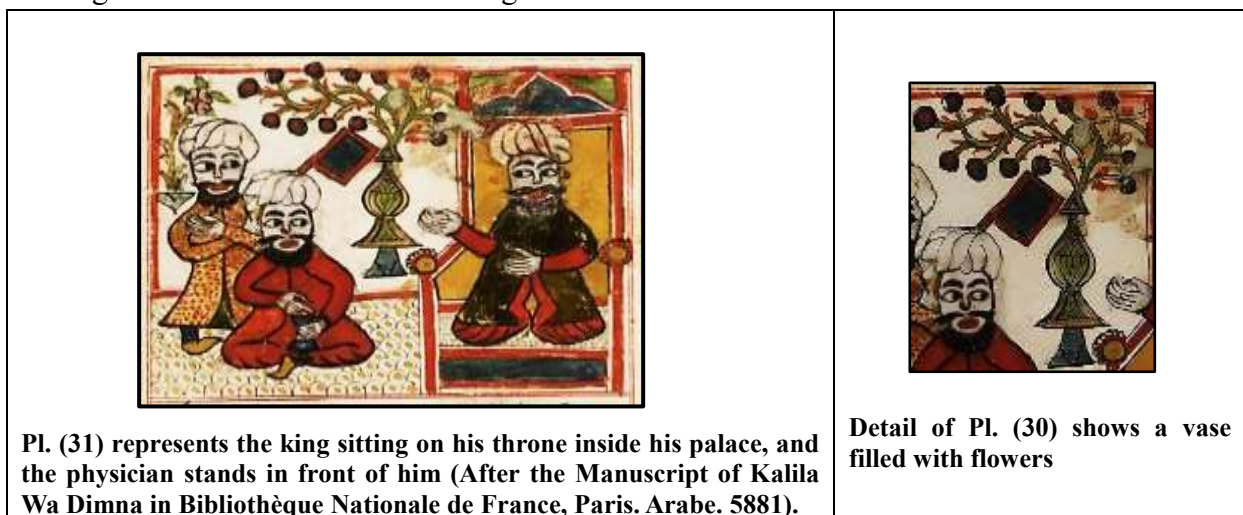 Pl. (31) represents the king sitting on his throne inside his palace, and
the physician stands in front of him (After the Manuscript of Kalila
Wa Dimna in Bibliothèque Nationale de France, Paris. Arabe. 5881).
Detail of Pl. (30) shows a vase
filled with flowers